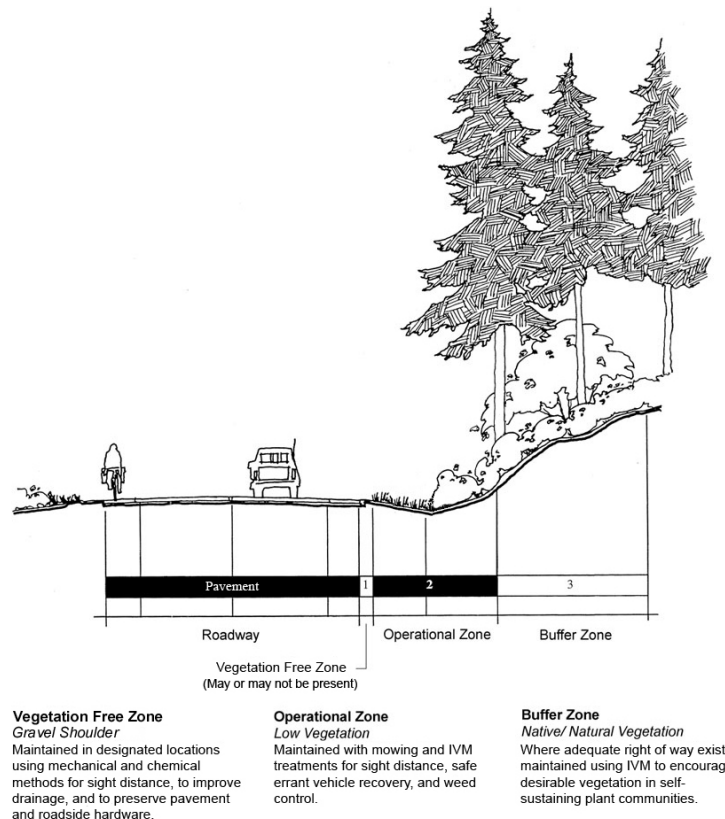 Pavement 1 2 3
Roadway Operational Zone Buffer Zone
Vegetation Free Zone
(May or may not be present)
Vegetation Free Zone
Gravel Shoulder
Maintained in designated locations
using mechanical and chemical
methods for sight distance, to improve
drainage, and to preserve pavement
and roadside hardware.
Operational Zone
Low Vegetation
Maintained with mowing and IVM
treatments for sight distance, safe
errant vehicle recovery, and weed
control.
Buffer Zone
Native/ Natural Vegetation
Where adequate right of way exist
maintained using IVM to encourag
desirable vegetation in self-
sustaining plant communities.